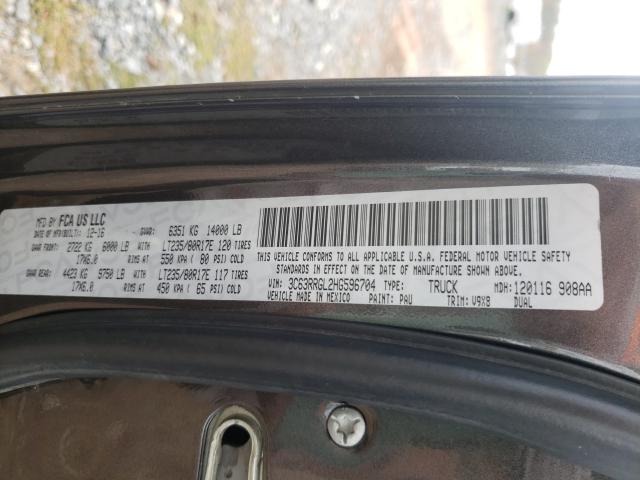 MFD BY FCA US LLC
DATE OF MFR/BUILT: 12-16 GVWR: 6351 KG 14000 LB
GAWR FRONT: 2722 KG 6000 LB WITH LT235/80R17E 120 TIRES
17X6.0 RIMS AT 550 KPA ( 80 PSI) COLD
GAWR REAR: 4423 KG 9750 LB WITH LT235/80R17E 117 TIRES
17X6.0 RIMS AT 450 KPA ( 65 PSI) COLD
THIS VEHICLE CONFORMS TO ALL APPLICABLE U.S.A. FEDERAL MOTOR VEHICLE SAFETY
STANDARDS IN EFFECT ON THE DATE OF MANUFACTURE SHOWN ABOVE.
VIN: 3C63RRGL2HG596704 TYPE: TRUCK MDH: 120116 908AA
VEHICLE MADE IN MEXICO PAINT: PAU TRIM: V9X8 DUAL